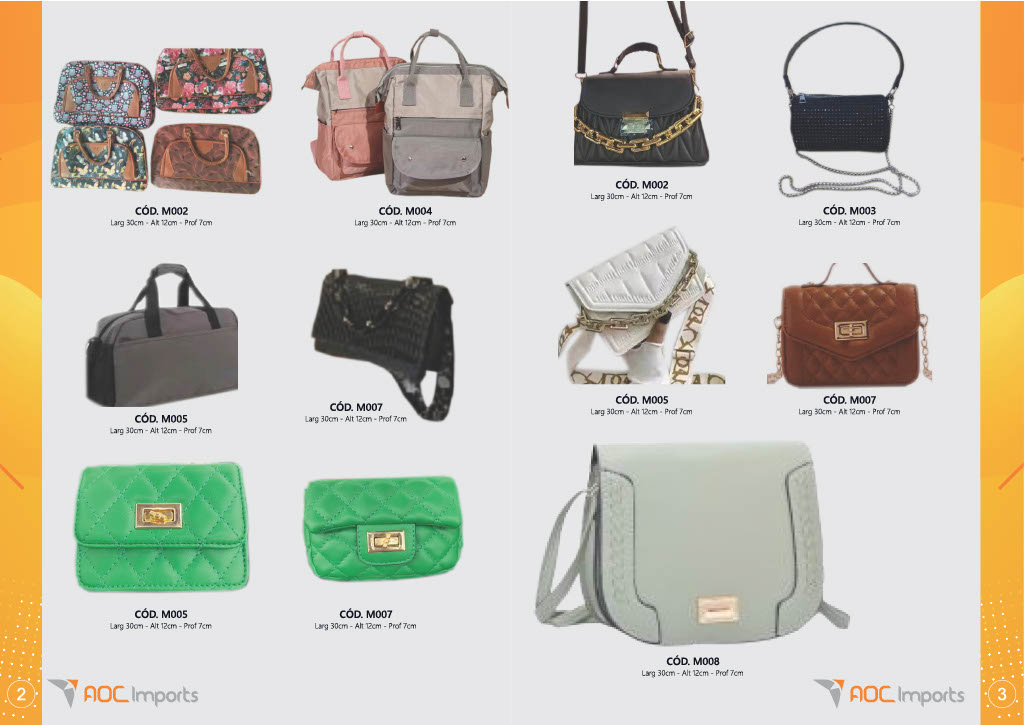 CÓD. M002
Larg 30cm - Alt 12cm - Prof 7cm
CÓD. M004
Larg 30cm - Alt 12cm - Prof 7cm
CÓD. M005
Larg 30cm - Alt 12cm - Prof 7cm
CÓD. M007
Larg 30cm - Alt 12cm - Prof 7cm
CÓD. M005
Larg 30cm - Alt 12cm - Prof 7cm
CÓD. M007
Larg 30cm - Alt 12cm - Prof 7cm
2
AOC Imports
CÓD. M002
Larg 30cm - Alt 12cm - Prof 7cm
CÓD. M003
Larg 30cm - Alt 12cm - Prof 7cm
CÓD. M005
Larg 30cm - Alt 12cm - Prof 7cm
CÓD. M007
Larg 30cm - Alt 12cm - Prof 7cm
CÓD. M008
Larg 30cm - Alt 12cm - Prof 7cm
AOC Imports
3